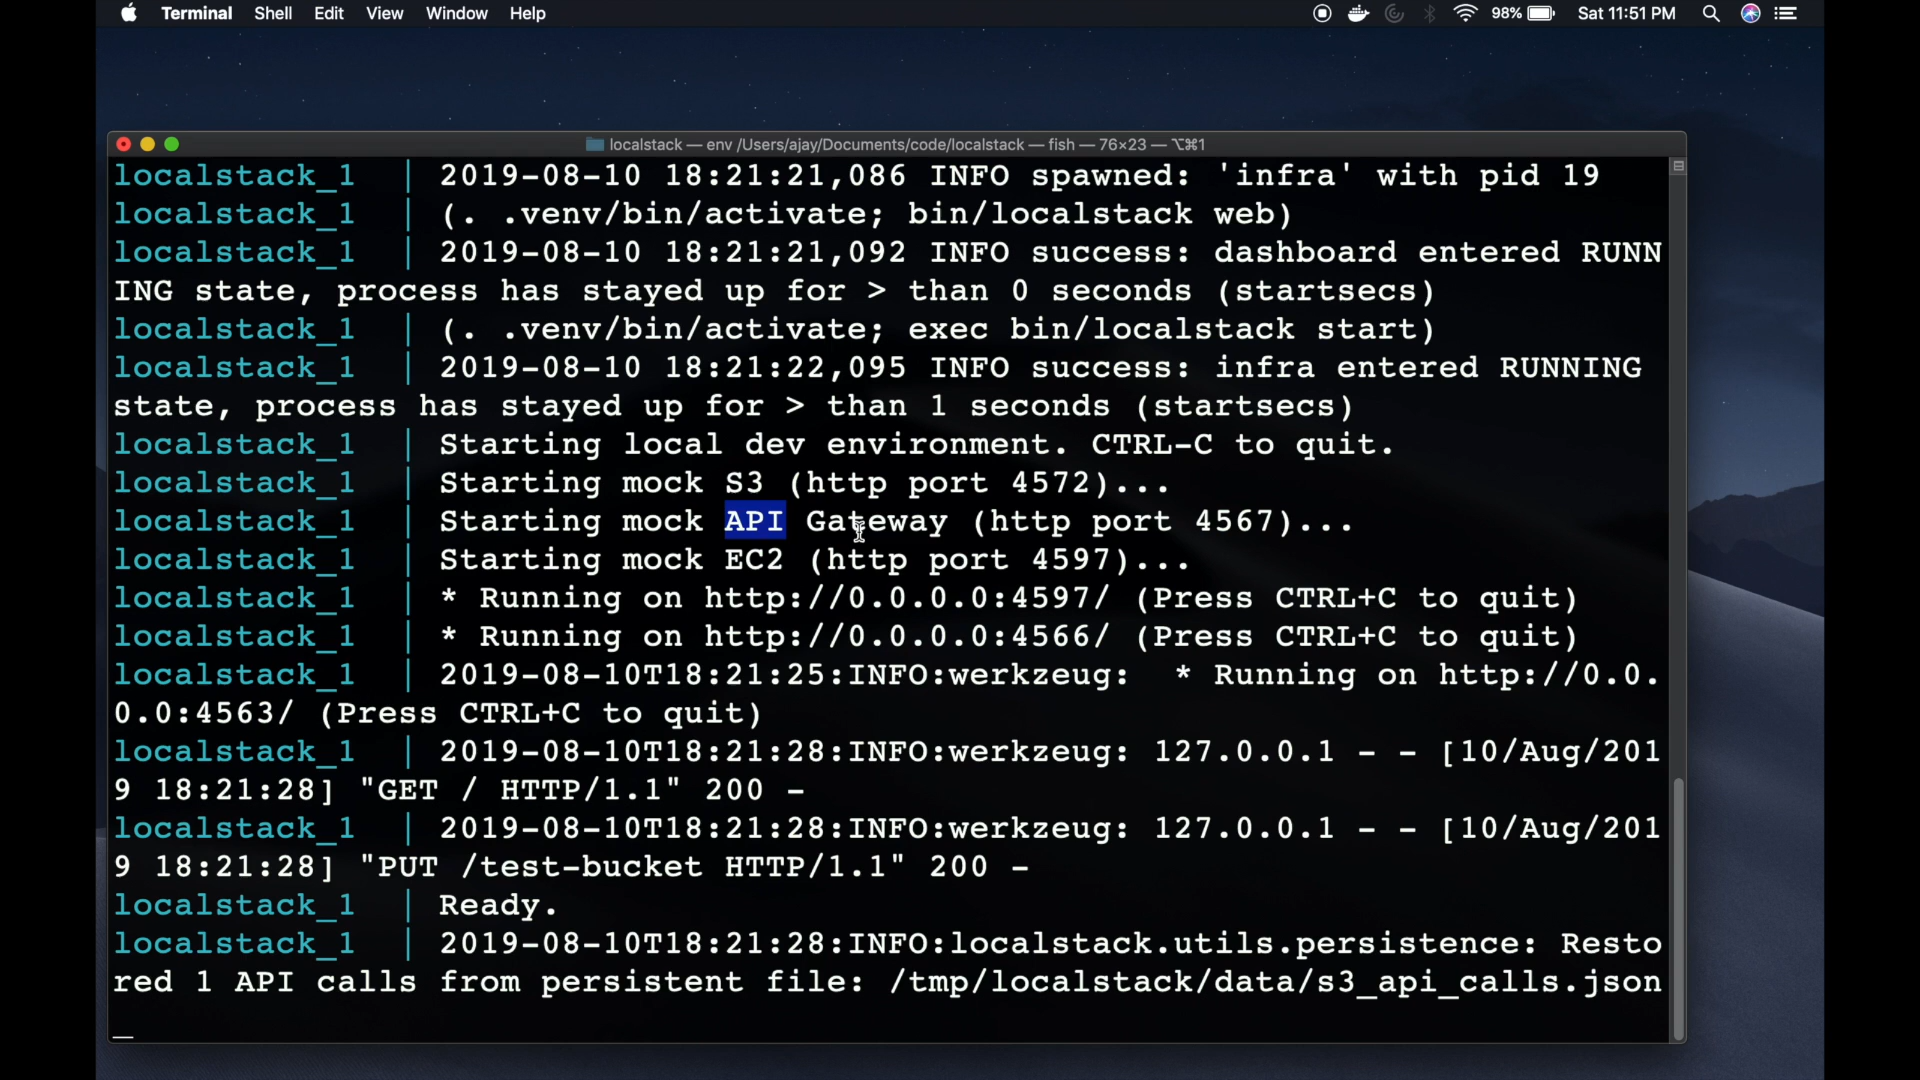 Terminal Shell Edit View Window Help 98% Sat 11:51 PM
localstack — env /Users/ajay/Documents/code/localstack — fish — 76×23 — ⌥⌘1
localstack_1 | 2019-08-10 18:21:21,086 INFO spawned: 'infra' with pid 19
localstack_1 | (. .venv/bin/activate; bin/localstack web)
localstack_1 | 2019-08-10 18:21:21,092 INFO success: dashboard entered RUNN
ING state, process has stayed up for > than 0 seconds (startsecs)
localstack_1 | (. .venv/bin/activate; exec bin/localstack start)
localstack_1 | 2019-08-10 18:21:22,095 INFO success: infra entered RUNNING
state, process has stayed up for > than 1 seconds (startsecs)
localstack_1 | Starting local dev environment. CTRL-C to quit.
localstack_1 | Starting mock S3 (http port 4572)...
localstack_1 | Starting mock API Gateway (http port 4567)...
localstack_1 | Starting mock EC2 (http port 4597)...
localstack_1 | * Running on http://0.0.0.0:4597/ (Press CTRL+C to quit)
localstack_1 | * Running on http://0.0.0.0:4566/ (Press CTRL+C to quit)
localstack_1 | 2019-08-10T18:21:25:INFO:werkzeug:  * Running on http://0.0.
0.0:4563/ (Press CTRL+C to quit)
localstack_1 | 2019-08-10T18:21:28:INFO:werkzeug: 127.0.0.1 - - [10/Aug/201
9 18:21:28] "GET / HTTP/1.1" 200 -
localstack_1 | 2019-08-10T18:21:28:INFO:werkzeug: 127.0.0.1 - - [10/Aug/201
9 18:21:28] "PUT /test-bucket HTTP/1.1" 200 -
localstack_1 | Ready.
localstack_1 | 2019-08-10T18:21:28:INFO:localstack.utils.persistence: Resto
red 1 API calls from persistent file: /tmp/localstack/data/s3_api_calls.json